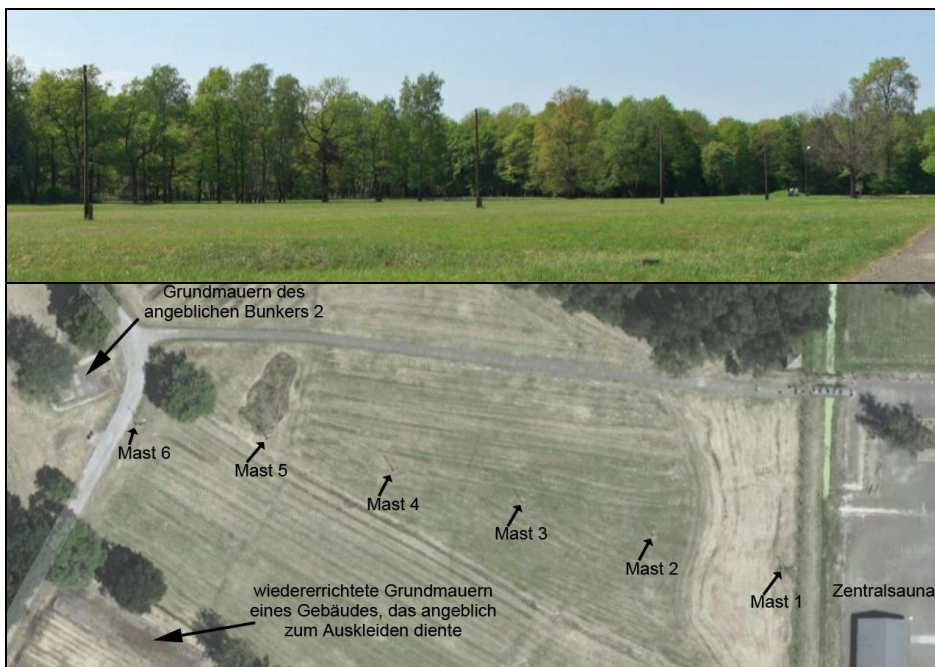 Grundmauern des
angeblichen Bunkers 2
Mast 6
Mast 5
Mast 4
Mast 3
Mast 2
Mast 1
wiedererrichtete Grundmauern
eines Gebäudes, das angeblich
zum Auskleiden diente
Zentralsauna